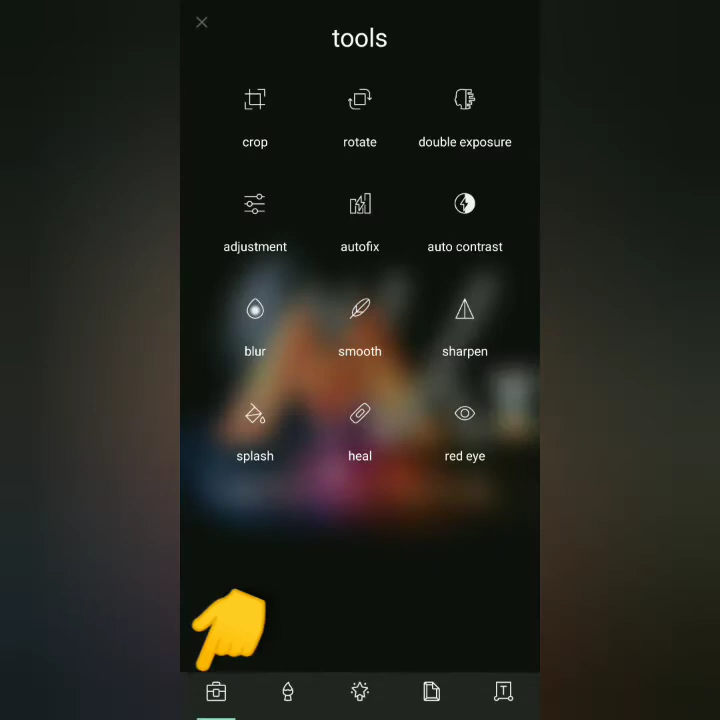 tools
crop rotate double exposure
adjustment autofix auto contrast
blur smooth sharpen
splash heal red eye
T